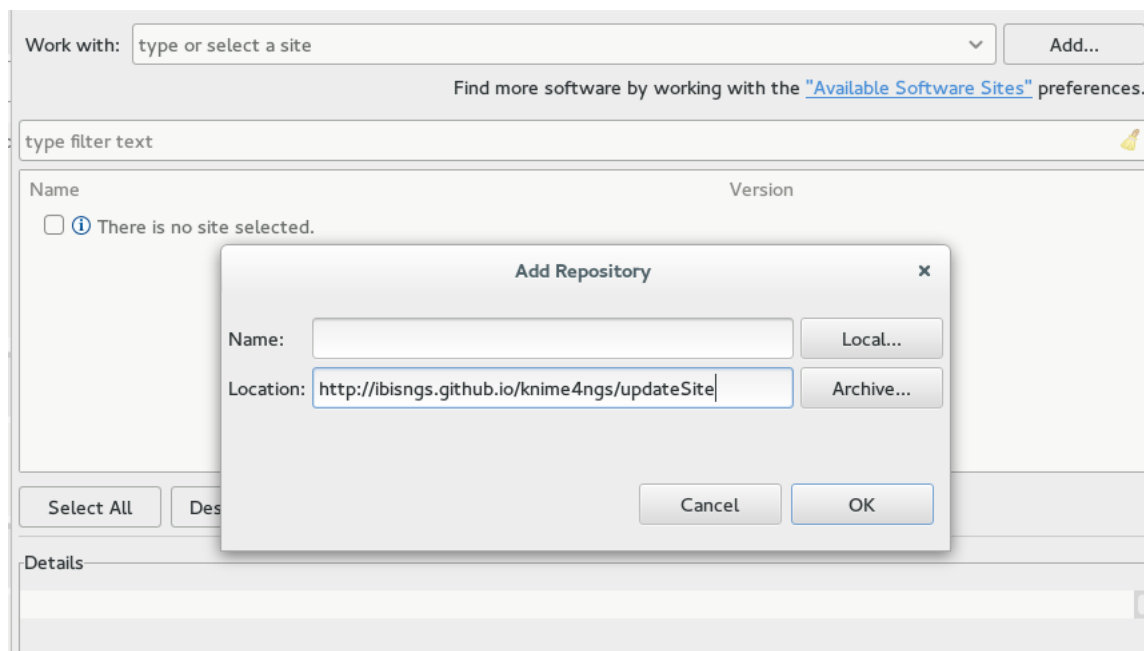 Work with: type or select a site Add...
Find more software by working with the "Available Software Sites" preferences.
type filter text
Name Version
There is no site selected.
Add Repository
Name: Local...
Location: http://ibisngs.github.io/knime4ngs/updateSite Archive...
Cancel OK
Select All Des
Details